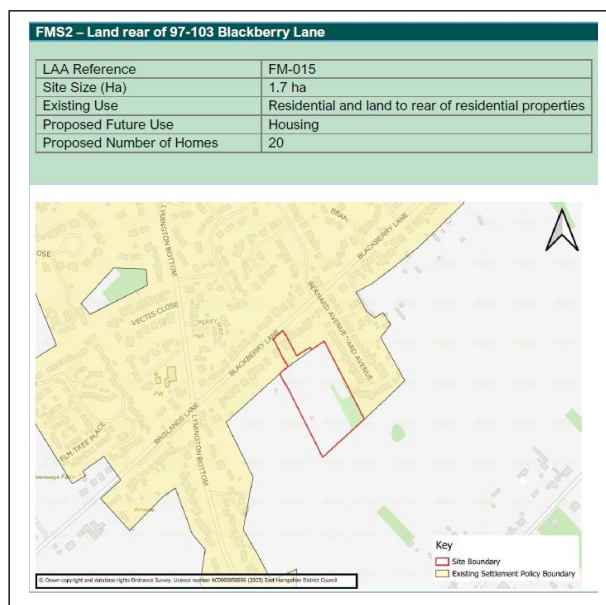 FMS2 – Land rear of 97-103 Blackberry Lane
LAA Reference FM-015
Site Size (Ha) 1.7 ha
Existing Use Residential and land to rear of residential properties
Proposed Future Use Housing
Proposed Number of Homes 20
LYMINGTON BOTTOM
BRAN
BLACKBERRY LANE
OSE
BERNARD AVENUE
ARD AVENUE
VECTIS CLOSE
PERRY WAY
BLACKBERRY LANE
BRISLANDS LANE
LYMINGTON BOTTOM
ELM TREE PLACE
Key
Site Boundary
Existing Settlement Policy Boundary
© Crown copyright and database rights Ordnance Survey. Licence number AC0000850596 (2023) East Hampshire District Council